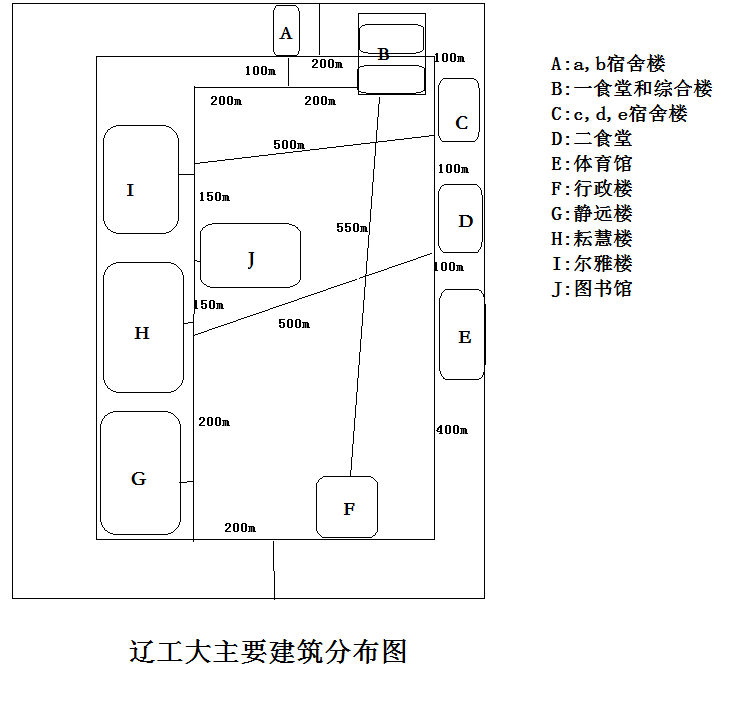 A
B
200m
100m
100m
200m 200m
C
500m
100m
I
150m
D
550m
J
100m
150m
500m
H
E
200m
400m
G
F
200m
A:a,b宿舍楼
B:一食堂和综合楼
C:c,d,e宿舍楼
D:二食堂
E:体育馆
F:行政楼
G:静远楼
H:耘慧楼
I:尔雅楼
J:图书馆
辽工大主要建筑分布图